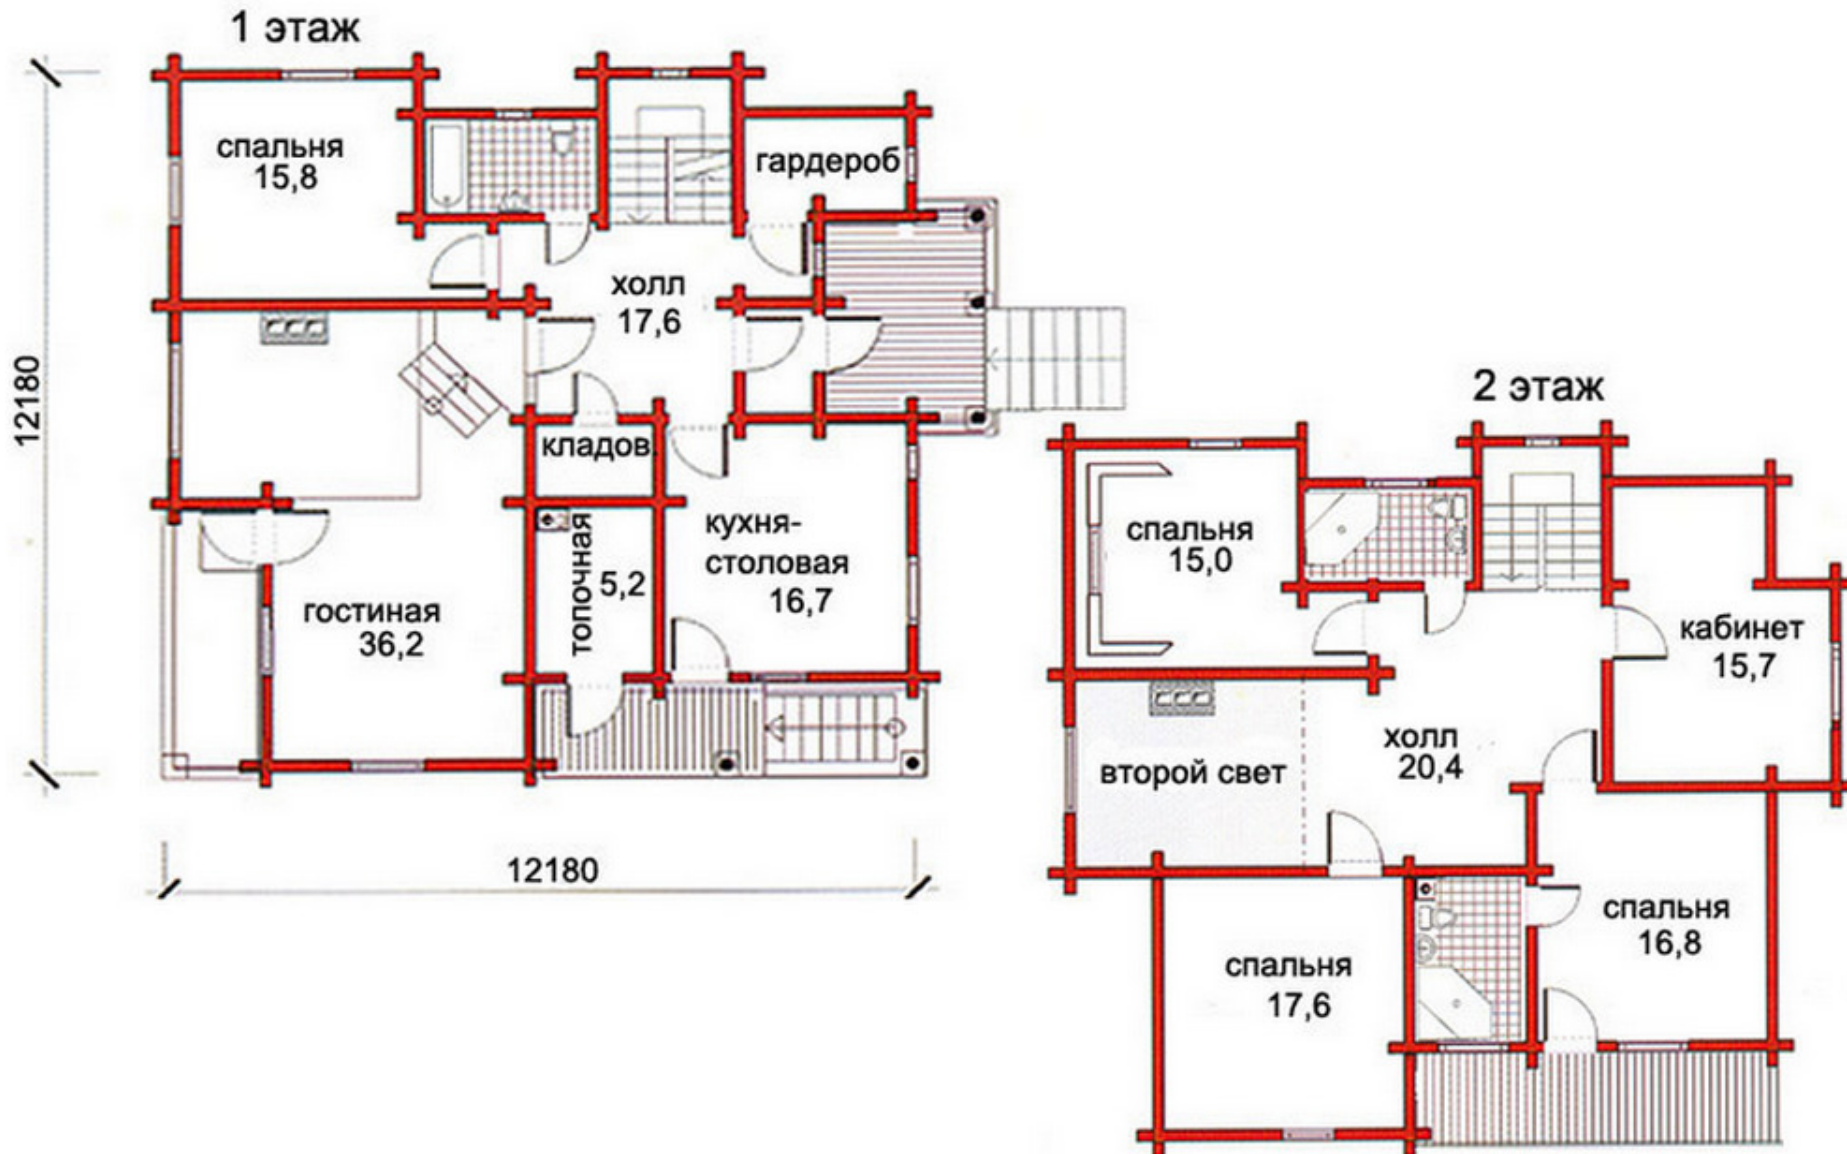 1 этаж
спальня
15,8
гардероб
холл
17,6
12180
кладов.
кухня-
столовая
16,7
топочная
5,2
гостиная
36,2
12180
2 этаж
спальня
15,0
кабинет
15,7
холл
20,4
второй свет
спальня
16,8
спальня
17,6